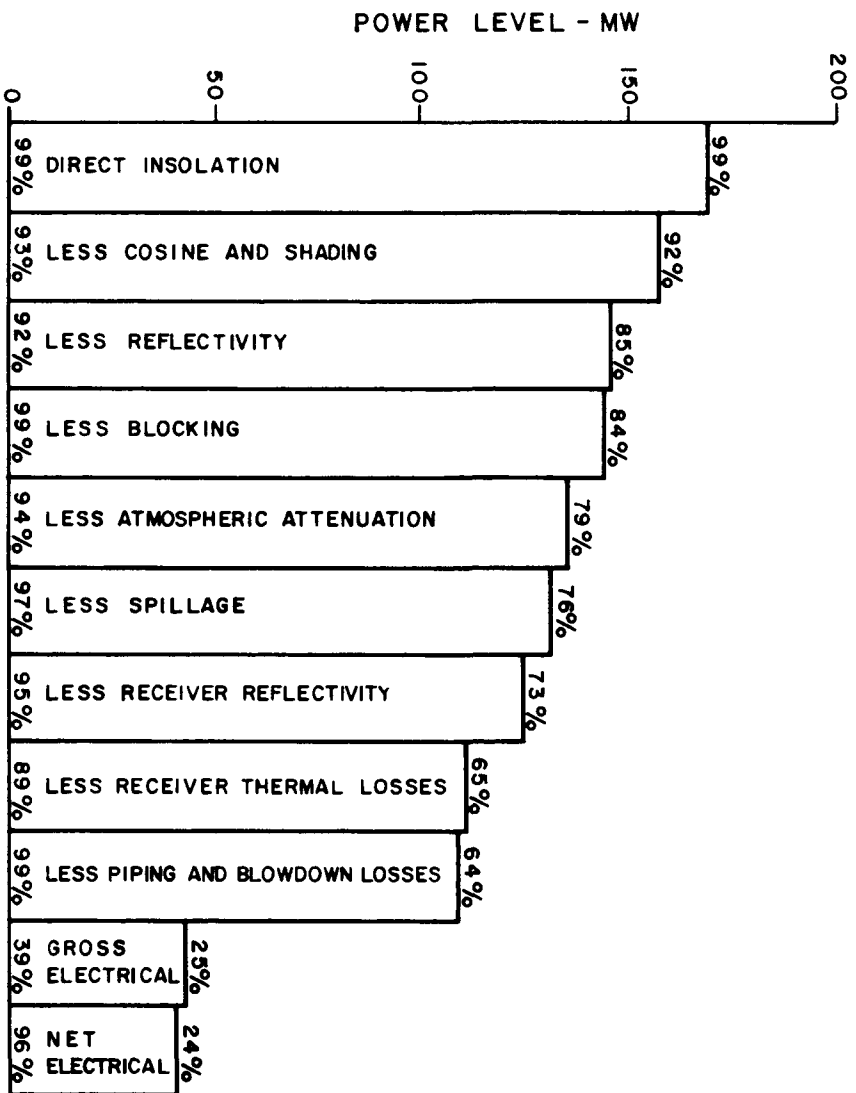 POWER LEVEL - MW
0
50
100
150
200
99% DIRECT INSOLATION 99%
93% LESS COSINE AND SHADING 92%
92% LESS REFLECTIVITY 85%
99% LESS BLOCKING 84%
94% LESS ATMOSPHERIC ATTENUATION 79%
97% LESS SPILLAGE 76%
95% LESS RECEIVER REFLECTIVITY 73%
89% LESS RECEIVER THERMAL LOSSES 65%
99% LESS PIPING AND BLOWDOWN LOSSES 64%
39% GROSS
ELECTRICAL 25%
96% NET
ELECTRICAL 24%